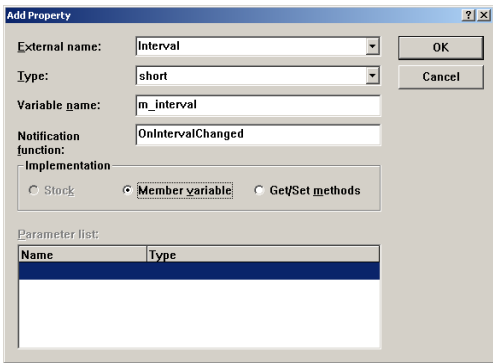 Add Property
External name: Interval
OK
Type: short
Cancel
Variable name: m_interval
Notification function: OnIntervalChanged
Implementation
Stock Member variable Get/Set methods
Parameter list:
Name Type